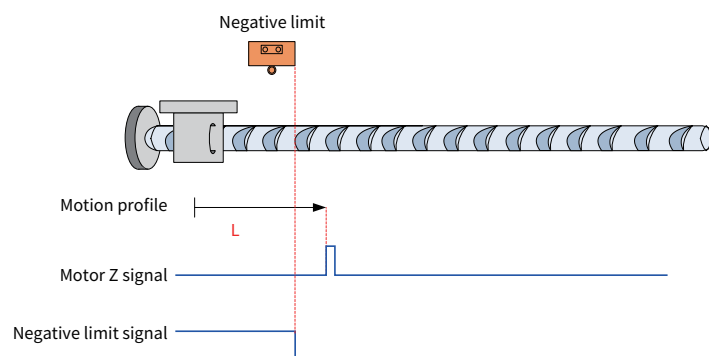 Negative limit
Motion profile
L
Motor Z signal
Negative limit signal